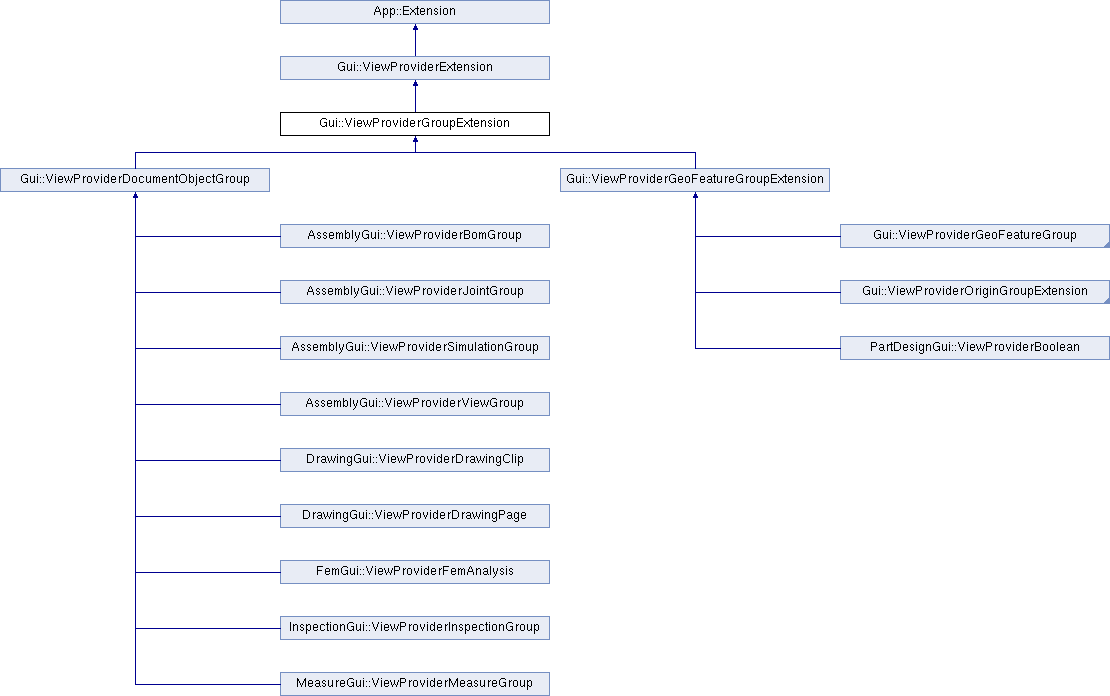 App::Extension
Gui::ViewProviderExtension
Gui::ViewProviderGroupExtension
Gui::ViewProviderDocumentObjectGroup
Gui::ViewProviderGeoFeatureGroupExtension
AssemblyGui::ViewProviderBomGroup
Gui::ViewProviderGeoFeatureGroup
AssemblyGui::ViewProviderJointGroup
Gui::ViewProviderOriginGroupExtension
AssemblyGui::ViewProviderSimulationGroup
PartDesignGui::ViewProviderBoolean
AssemblyGui::ViewProviderViewGroup
DrawingGui::ViewProviderDrawingClip
DrawingGui::ViewProviderDrawingPage
FemGui::ViewProviderFemAnalysis
InspectionGui::ViewProviderInspectionGroup
MeasureGui::ViewProviderMeasureGroup